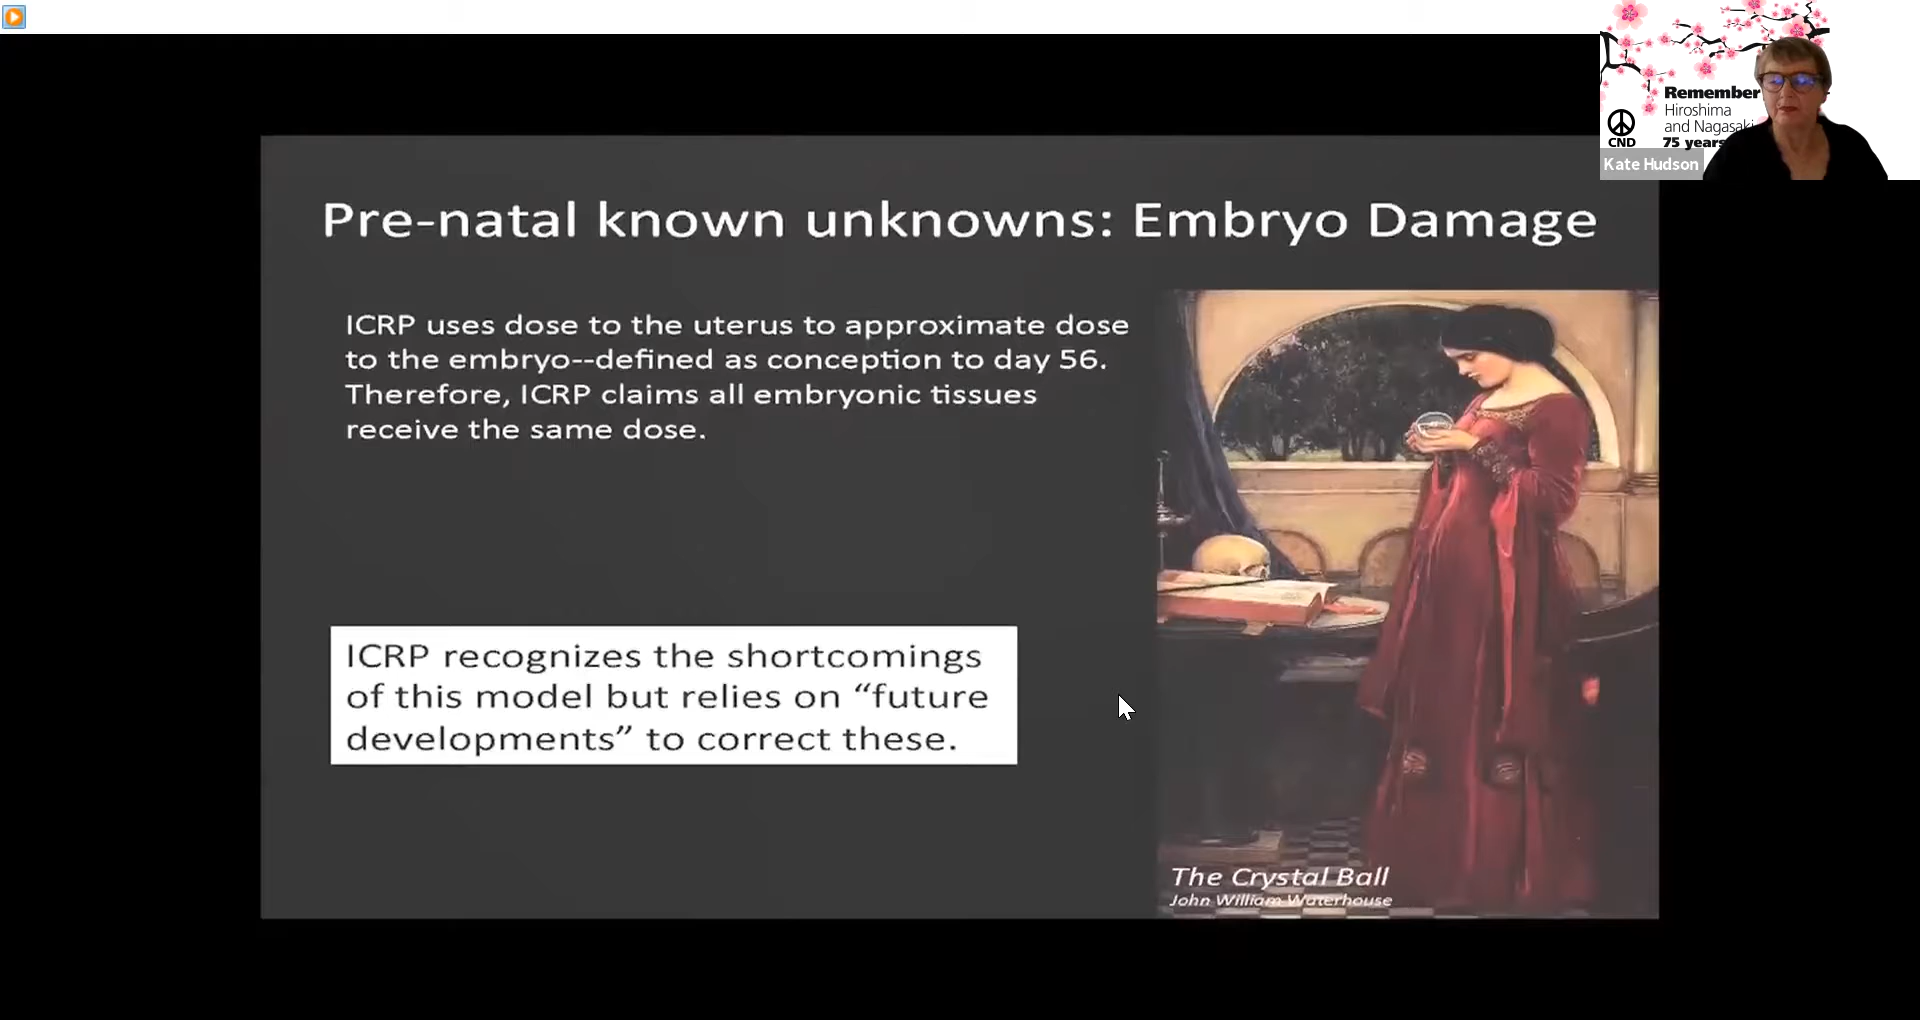 Remember
Hiroshima
and Nagasaki
75 years
CND
Kate Hudson
Pre-natal known unknowns: Embryo Damage
ICRP uses dose to the uterus to approximate dose
to the embryo--defined as conception to day 56.
Therefore, ICRP claims all embryonic tissues
receive the same dose.
ICRP recognizes the shortcomings
of this model but relies on “future
developments” to correct these.
The Crystal Ball
John William Waterhouse